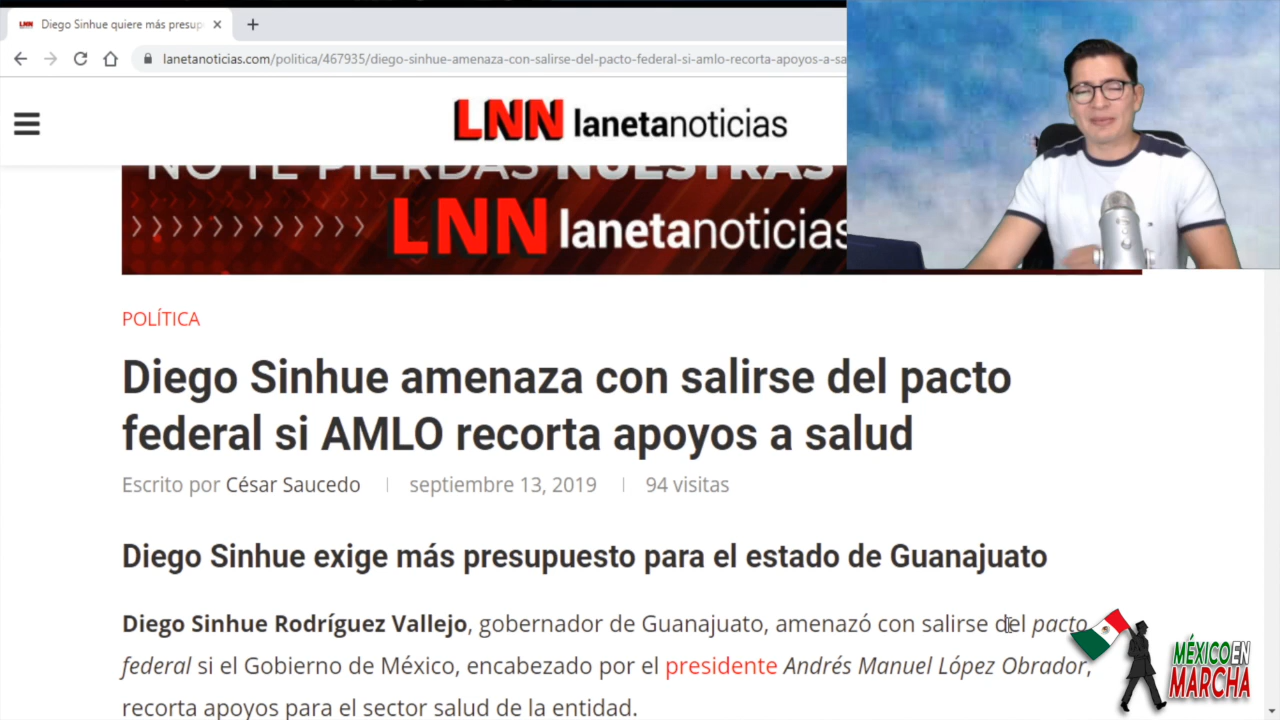 Diego Sinhue quiere más presup
lanetanoticias.com/politica/467935/diego-sinhue-amenaza-con-salirse-del-pacto-federal-si-amlo-recorta-apoyos-a-sa
LNN lanetanoticias
NO TE PIERDAS NUESTRAS
LNN lanetanoticias
POLÍTICA
Diego Sinhue amenaza con salirse del pacto
federal si AMLO recorta apoyos a salud
Escrito por César Saucedo septiembre 13, 2019 94 visitas
Diego Sinhue exige más presupuesto para el estado de Guanajuato
Diego Sinhue Rodríguez Vallejo, gobernador de Guanajuato, amenazó con salirse del pacto
federal si el Gobierno de México, encabezado por el presidente Andrés Manuel López Obrador,
recorta apoyos para el sector salud de la entidad.
MÉXICO EN
MARCHA